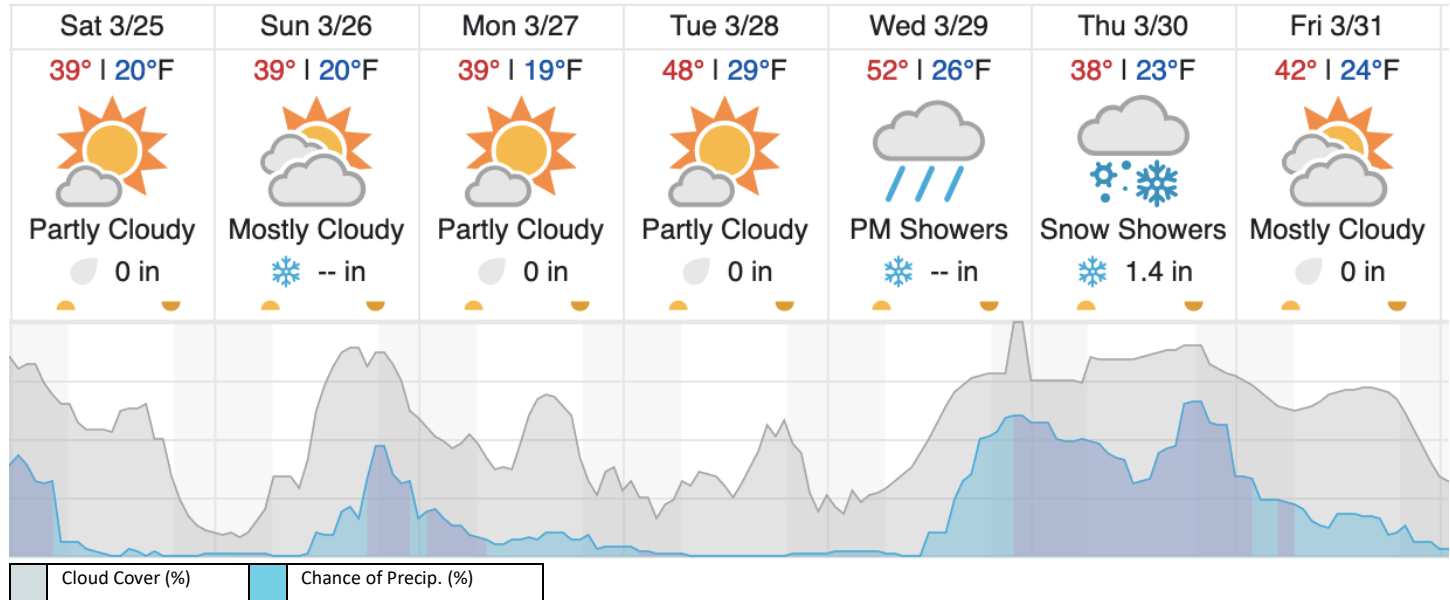 Sat 3/25 Sun 3/26 Mon 3/27 Tue 3/28 Wed 3/29 Thu 3/30 Fri 3/31
39° | 20°F 39° | 20°F 39° | 19°F 48° | 29°F 52° | 26°F 38° | 23°F 42° | 24°F
Partly Cloudy Mostly Cloudy Partly Cloudy Partly Cloudy PM Showers Snow Showers Mostly Cloudy
0 in -- in 0 in 0 in -- in 1.4 in 0 in
Cloud Cover (%) Chance of Precip. (%)